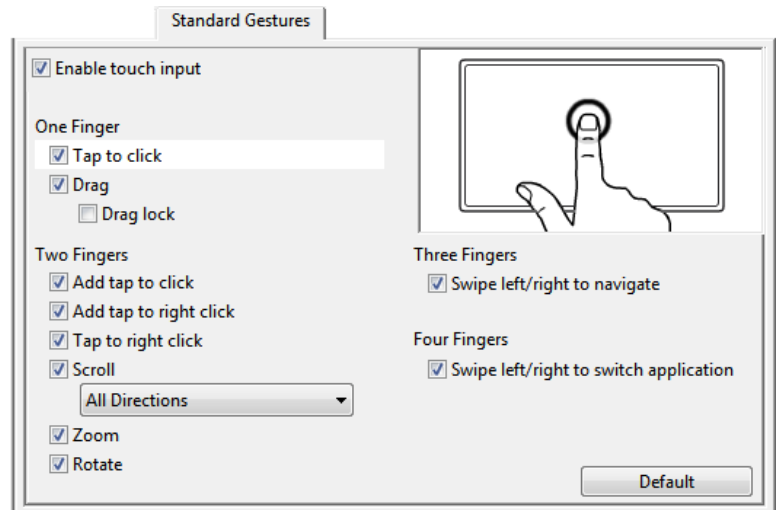 Standard Gestures
Enable touch input
One Finger
Tap to click
Drag
Drag lock
Two Fingers
Add tap to click
Add tap to right click
Tap to right click
Scroll
All Directions
Zoom
Rotate
Three Fingers
Swipe left/right to navigate
Four Fingers
Swipe left/right to switch application
Default